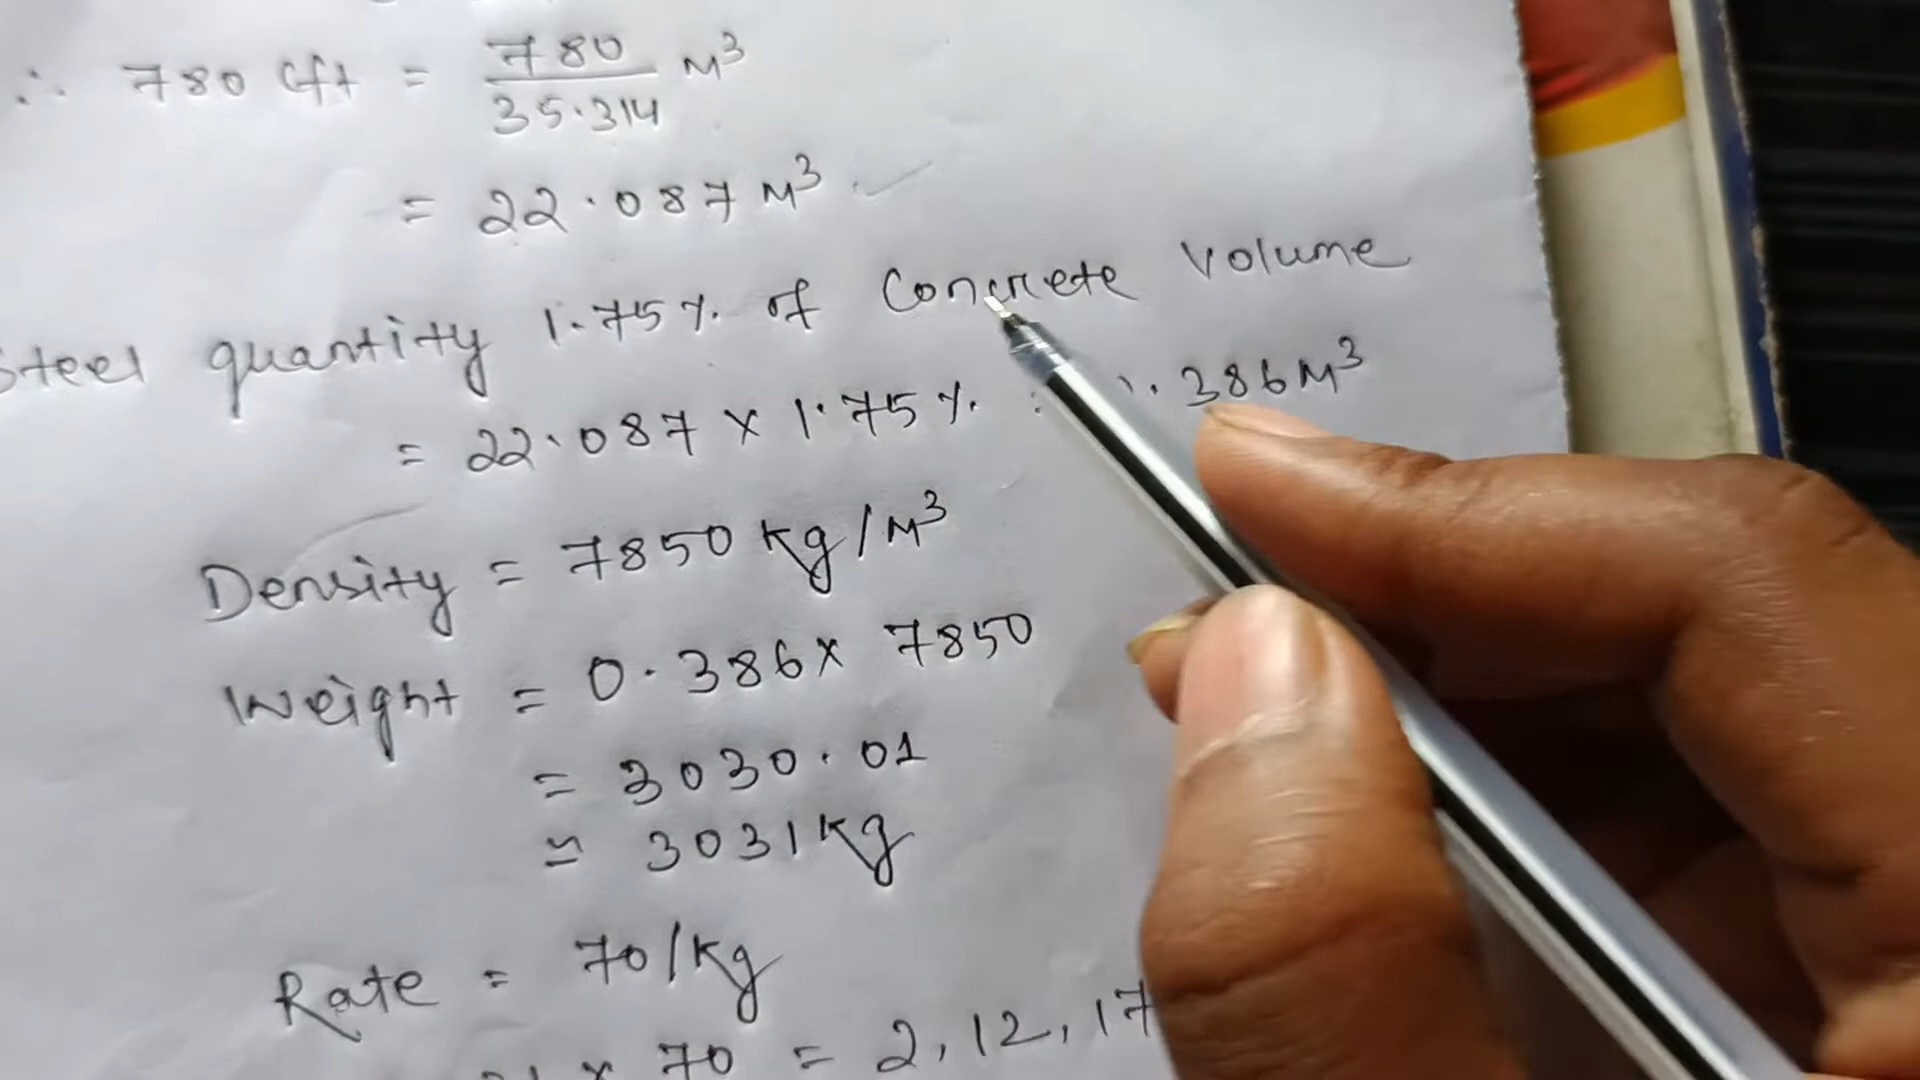 ∴ 780 cft = 780/35.314 M³
= 22.087 M³
Steel quantity 1.75% of Concrete Volume
= 22.087 × 1.75% .386 M³
Density = 7850 kg/M³
Weight = 0.386 × 7850
= 3030.01
≃ 3031 kg
Rate = 70/kg
× 70 = 2,12,17